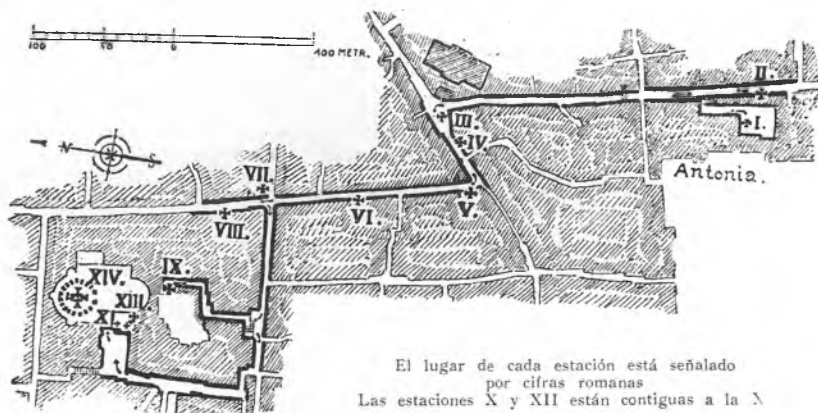 100 50 0 100 METR.
N S
II.
I.
III.
IV.
Antonia.
VII.
V.
VI.
VIII.
IX.
XIV.
XIII.
XI.
El lugar de cada estación está señalado
por cifras romanas
Las estaciones X y XII están contiguas a la